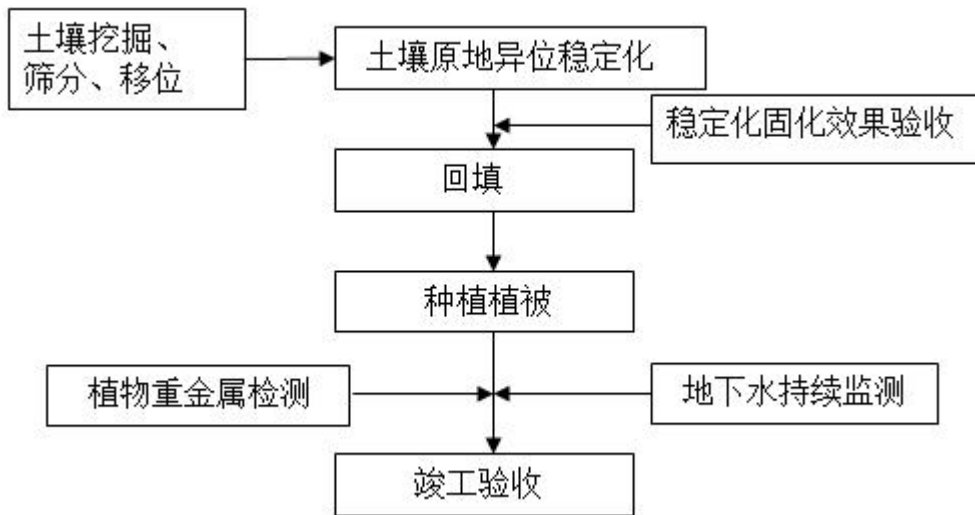 土壤挖掘、
筛分、移位
土壤原地异位稳定化
稳定化固化效果验收
回填
种植植被
植物重金属检测
地下水持续监测
竣工验收